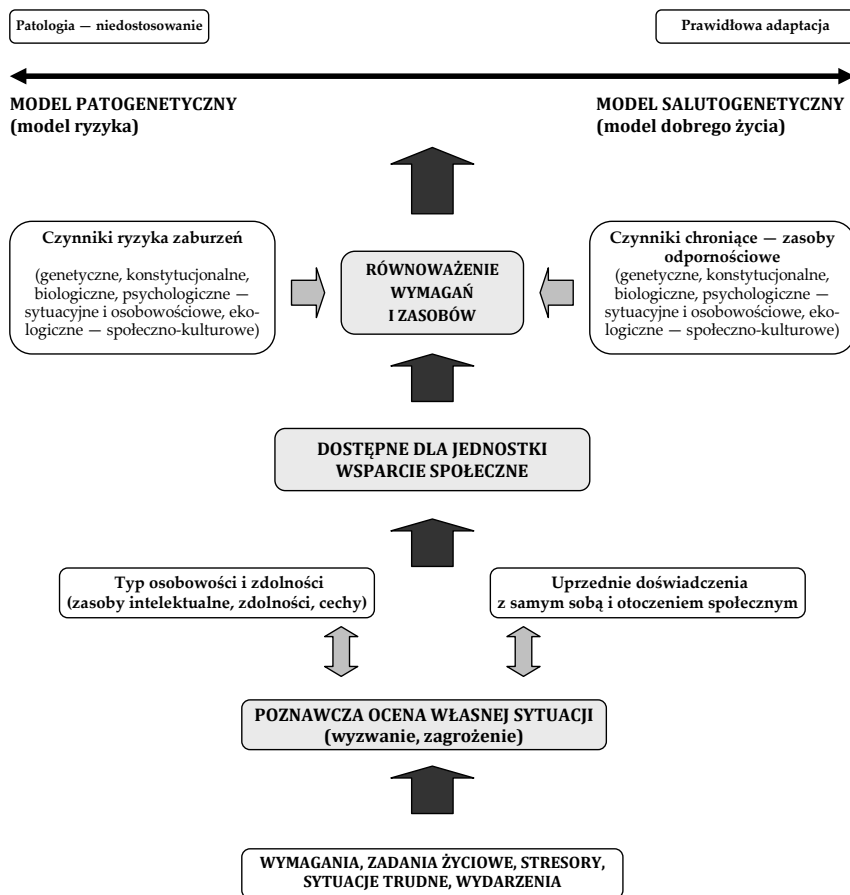 Patologia — niedostosowanie
Prawidłowa adaptacja
MODEL PATOGENETYCZNY
(model ryzyka)
MODEL SALUTOGENETYCZNY
(model dobrego życia)
Czynniki ryzyka zaburzeń
(genetyczne, konstytucjonalne,
biologiczne, psychologiczne —
sytuacyjne i osobowościowe, eko-
logiczne — społeczno-kulturowe)
RÓWNOWAŻENIE
WYMAGAŃ
I ZASOBÓW
Czynniki chroniące — zasoby
odpornościowe
(genetyczne, konstytucjonalne,
biologiczne, psychologiczne —
sytuacyjne i osobowościowe, eko-
logiczne — społeczno-kulturowe)
DOSTĘPNE DLA JEDNOSTKI
WSPARCIE SPOŁECZNE
Typ osobowości i zdolności
(zasoby intelektualne, zdolności, cechy)
Uprzednie doświadczenia
z samym sobą i otoczeniem społecznym
POZNAWCZA OCENA WŁASNEJ SYTUACJI
(wyzwanie, zagrożenie)
WYMAGANIA, ZADANIA ŻYCIOWE, STRESORY,
SYTUACJE TRUDNE, WYDARZENIA